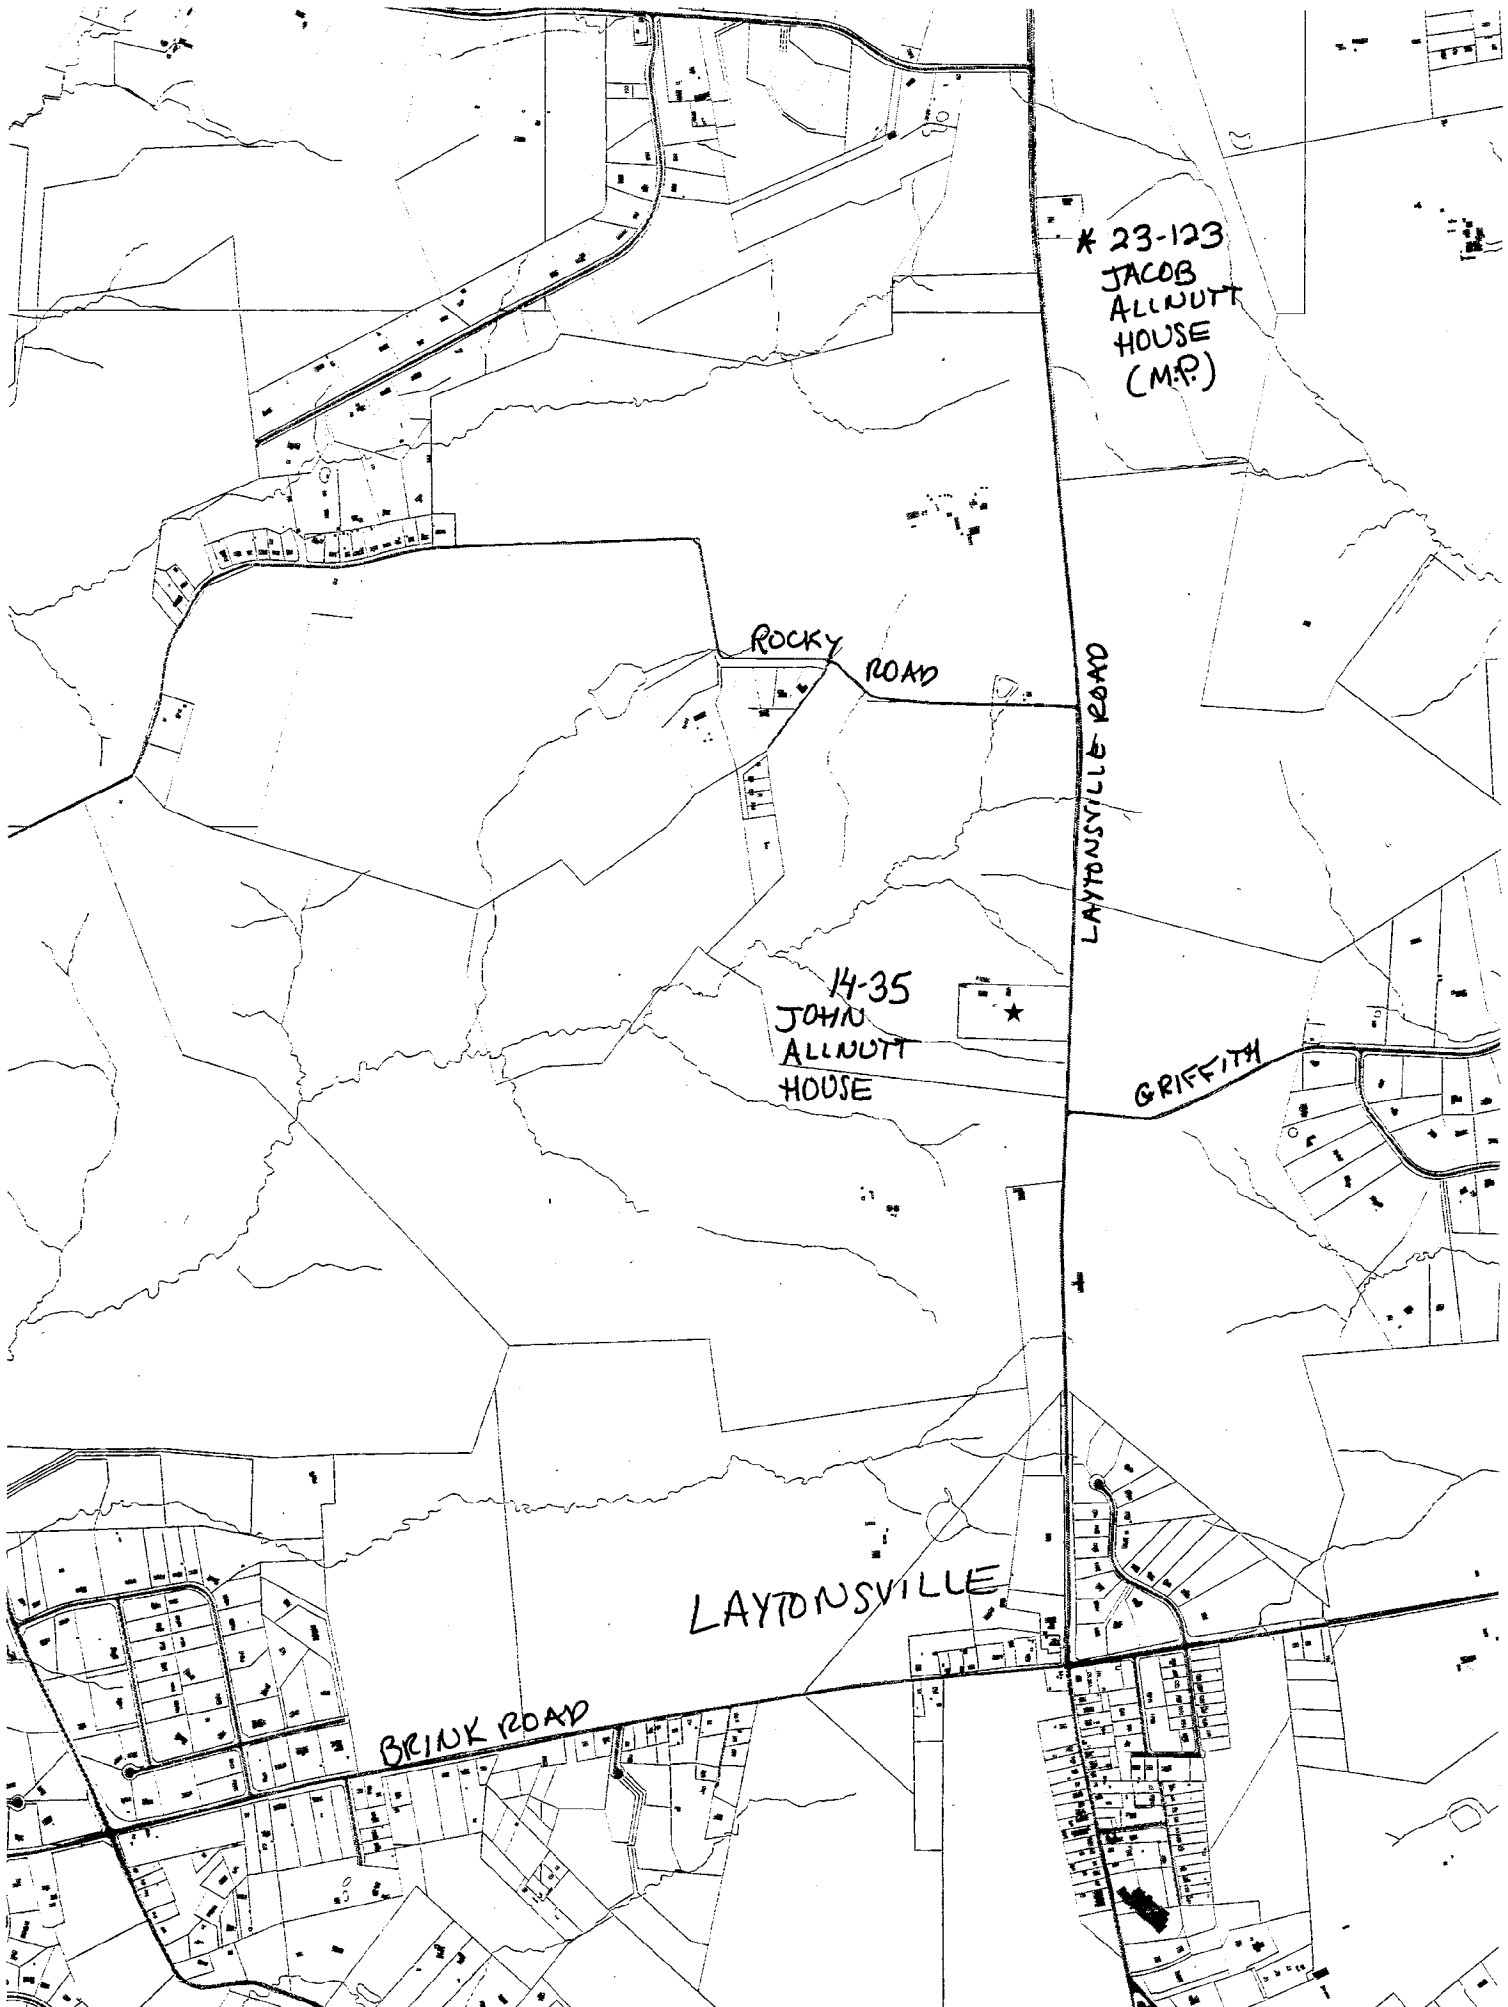 * 23-123
JACOB
ALLNUTT
HOUSE
(M.P.)
ROCKY
ROAD
LAYTONSVILLE ROAD
14-35
JOHN
ALLNUTT
HOUSE
GRIFFITH
LAYTONSVILLE
BRINK ROAD